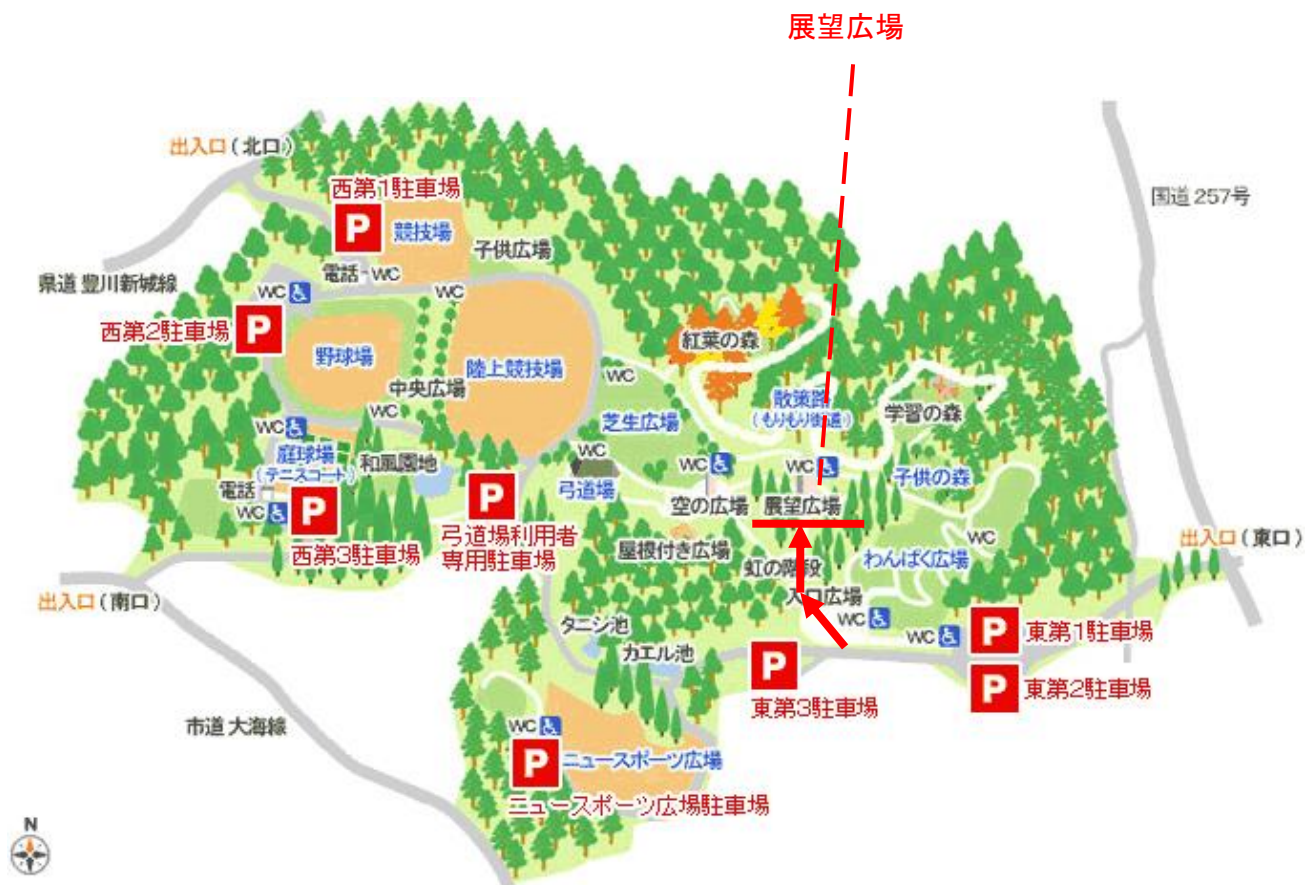 展望広場
出入口(北口)
西第1駐車場
P
競技場
子供広場
国道257号
電話 WC
県道 豊川新城線
WC
WC
西第2駐車場
P
野球場
陸上競技場
紅葉の森
中央広場
WC
散策路
(もりもり街道)
学習の森
WC
芝生広場
WC
庭球場
(テニスコート)
和風園地
WC
WC
WC
子供の森
電話
WC
P
西第3駐車場
P
弓道場利用者
専用駐車場
弓道場
空の広場
展望広場
屋根付き広場
虹の階段
わんぱく広場
WC
出入口(東口)
出入口(南口)
入口広場
WC
WC
P
東第1駐車場
タニシ池
カエル池
P
東第3駐車場
P
東第2駐車場
市道 大海線
WC
P
ニュースポーツ広場
ニュースポーツ広場駐車場
N